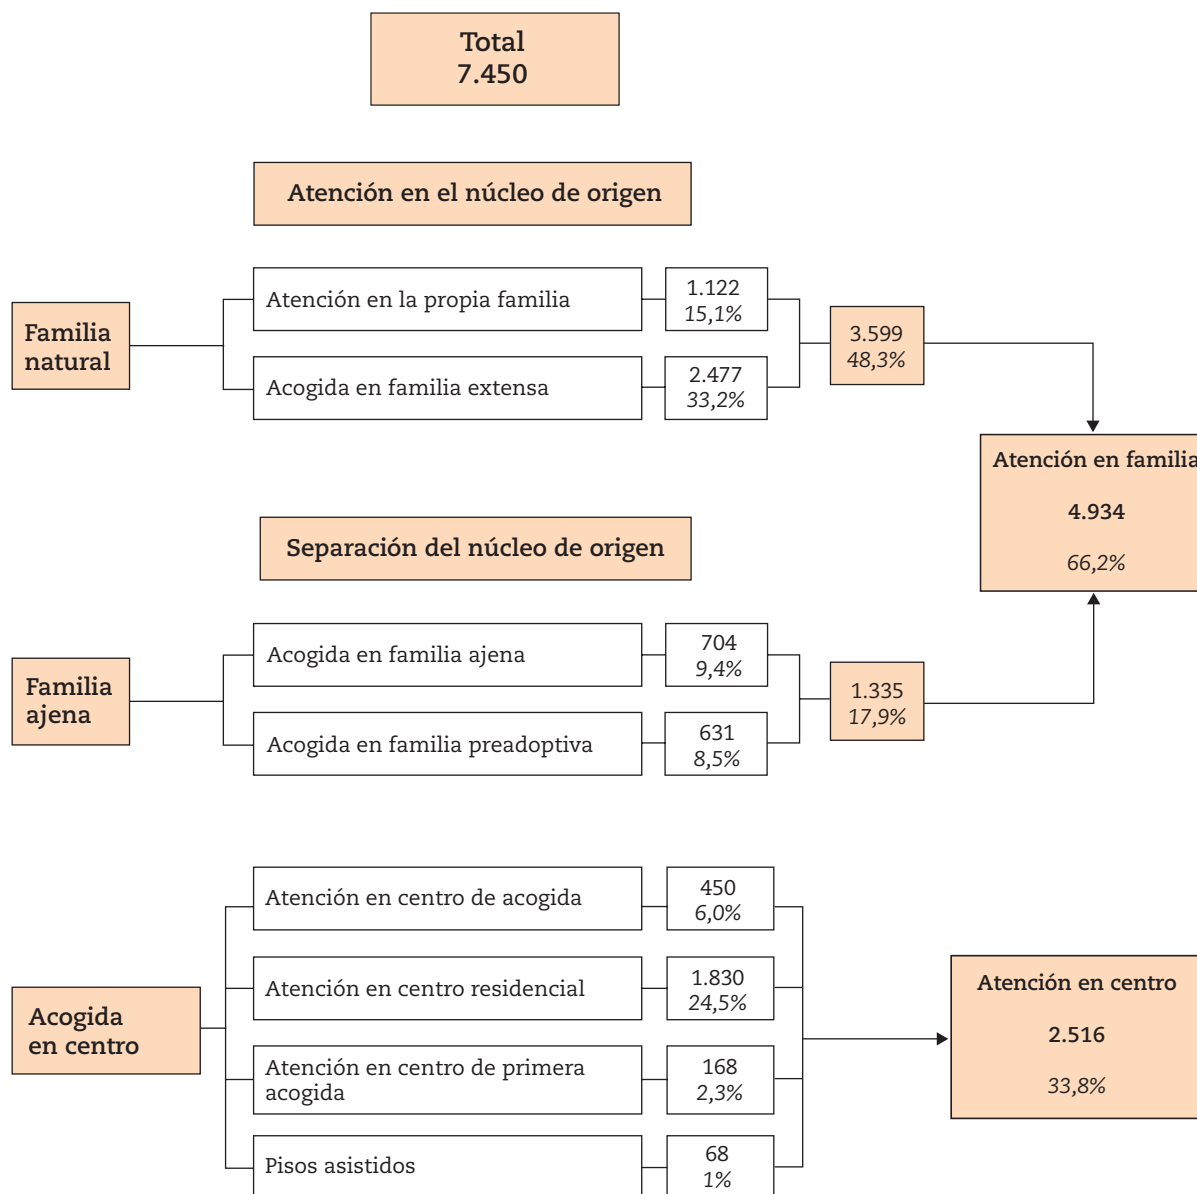 Total
7.450
Atención en el núcleo de origen
Familia
natural
Atención en la propia familia
1.122
15,1%
Acogida en familia extensa
2.477
33,2%
3.599
48,3%
Atención en familia
4.934
66,2%
Separación del núcleo de origen
Familia
ajena
Acogida en familia ajena
704
9,4%
Acogida en familia preadoptiva
631
8,5%
1.335
17,9%
Acogida
en centro
Atención en centro de acogida
450
6,0%
Atención en centro residencial
1.830
24,5%
Atención en centro de primera
acogida
168
2,3%
Pisos asistidos
68
1%
Atención en centro
2.516
33,8%